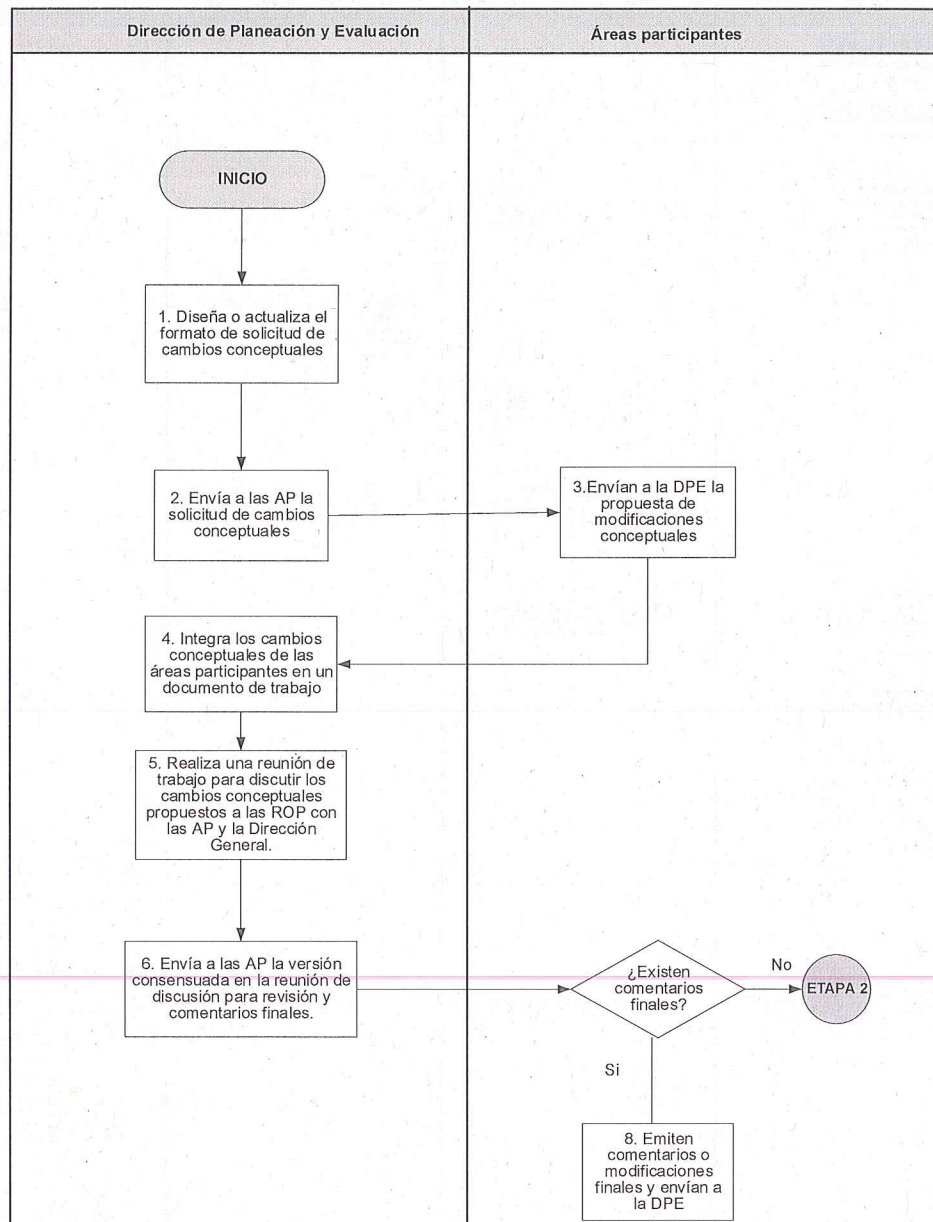 Dirección de Planeación y Evaluación
Áreas participantes
INICIO
1. Diseña o actualiza el
formato de solicitud de
cambios conceptuales
2. Envía a las AP la
solicitud de cambios
conceptuales
3.Envían a la DPE la
propuesta de
modificaciones
conceptuales
4. Integra los cambios
conceptuales de las
áreas participantes en un
documento de trabajo
5. Realiza una reunión de
trabajo para discutir los
cambios conceptuales
propuestos a las ROP con
las AP y la Dirección
General.
6. Envía a las AP la versión
consensuada en la reunión de
discusión para revisión y
comentarios finales.
¿Existen
comentarios
finales?
No
ETAPA 2
Si
8. Emiten
comentarios o
modificaciones
finales y envían a
la DPE